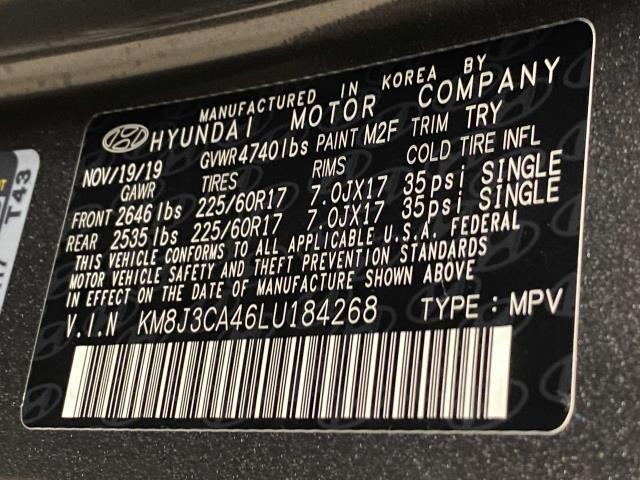 MANUFACTURED IN KOREA BY
HYUNDAI MOTOR COMPANY
NOV/19/19 GVWR 4740lbs PAINT M2F TRIM TRY
GAWR TIRES RIMS COLD TIRE INFL
FRONT 2646lbs 225/60R17 7.0JX17 35psi SINGLE
REAR 2535lbs 225/60R17 7.0JX17 35psi SINGLE
THIS VEHICLE CONFORMS TO ALL APPLICABLE U.S.A. FEDERAL
MOTOR VEHICLE SAFETY AND THEFT PREVENTION STANDARDS
IN EFFECT ON THE DATE OF MANUFACTURE SHOWN ABOVE
V.I.N KM8J3CA46LU184268 TYPE : MPV
T43